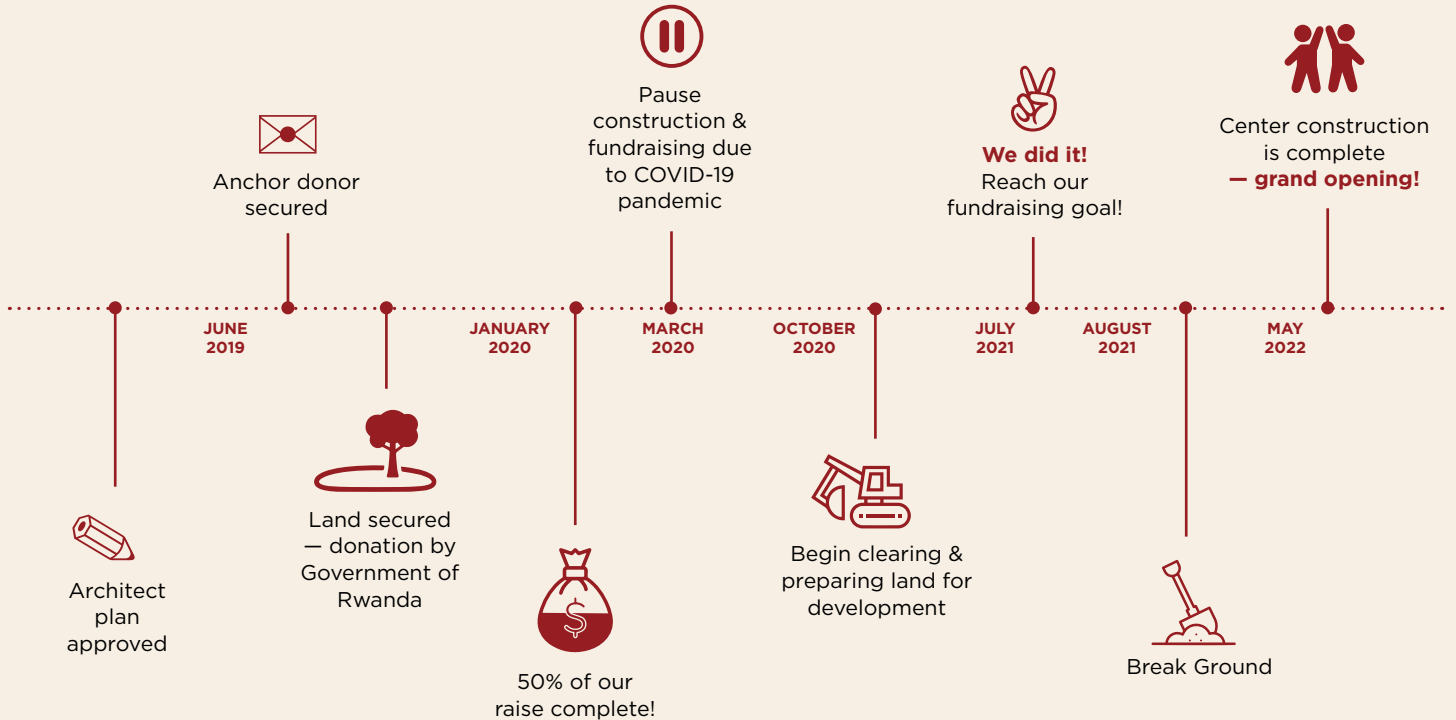 Pause
construction &
fundraising due
to COVID-19
pandemic
Anchor donor
secured
We did it!
Reach our
fundraising goal!
Center construction
is complete
— grand opening!
JUNE
2019
JANUARY
2020
MARCH
2020
OCTOBER
2020
JULY
2021
AUGUST
2021
MAY
2022
Architect
plan
approved
Land secured
— donation by
Government of
Rwanda
$
50% of our
raise complete!
Begin clearing &
preparing land for
development
Break Ground